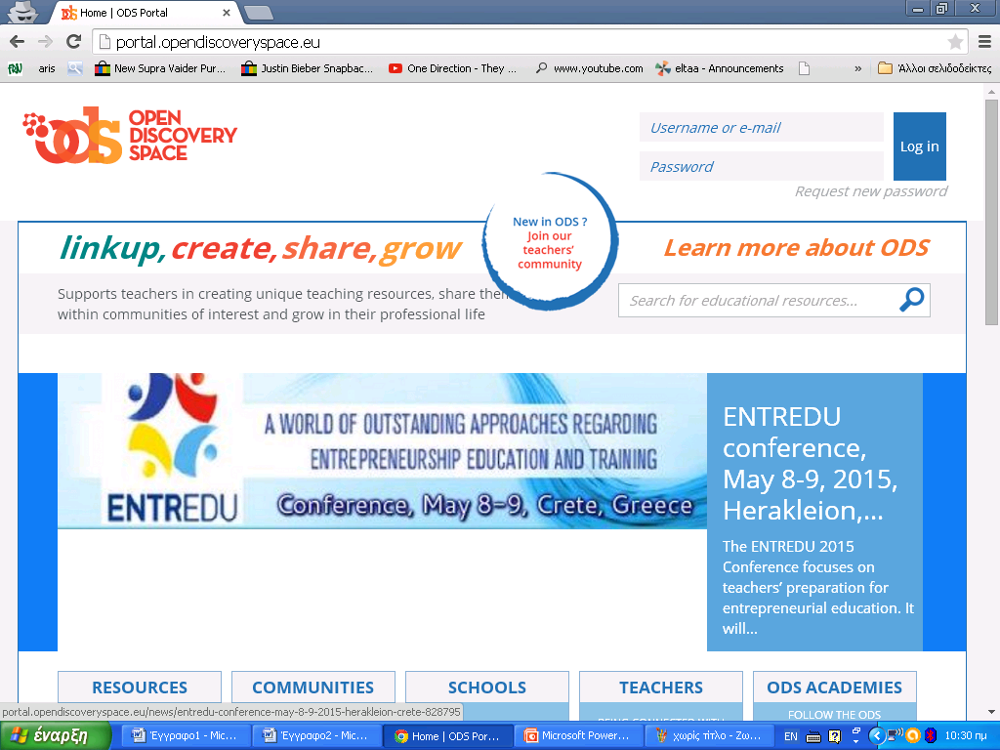 Home | ODS Portal
portal.opendiscoveryspace.eu
aris
New Supra Vaider Pur...
Justin Bieber Snapbac...
One Direction - They ...
www.youtube.com
eltaa - Announcements
»
Άλλοι σελιδοδείκτες
ods
OPEN
DISCOVERY
SPACE
Username or e-mail
Password
Log in
Request new password
linkup, create, share, grow
New in ODS ?
Join our
teachers'
community
Learn more about ODS
Supports teachers in creating unique teaching resources, share them
within communities of interest and grow in their professional life
Search for educational resources...
A WORLD OF OUTSTANDING APPROACHES REGARDING
ENTREPRENEURSHIP EDUCATION AND TRAINING
ENTREDU
Conference, May 8-9, Crete, Greece
ENTREDU
conference,
May 8-9, 2015,
Herakleion,...
The ENTREDU 2015
Conference focuses on
teachers' preparation for
entrepreneurial education. It
will...
RESOURCES
COMMUNITIES
SCHOOLS
TEACHERS
ODS ACADEMIES
BEING CONNECTED WITH
FOLLOW THE ODS
portal.opendiscoveryspace.eu/news/entredu-conference-may-8-9-2015-herakleion-crete-828795
έναρξη
Έγγραφο1 - Mic...
Έγγραφο2 - Mic...
Home | ODS Por...
Microsoft Power...
χωρίς τίτλο - Ζω...
EN
10:30 πμ